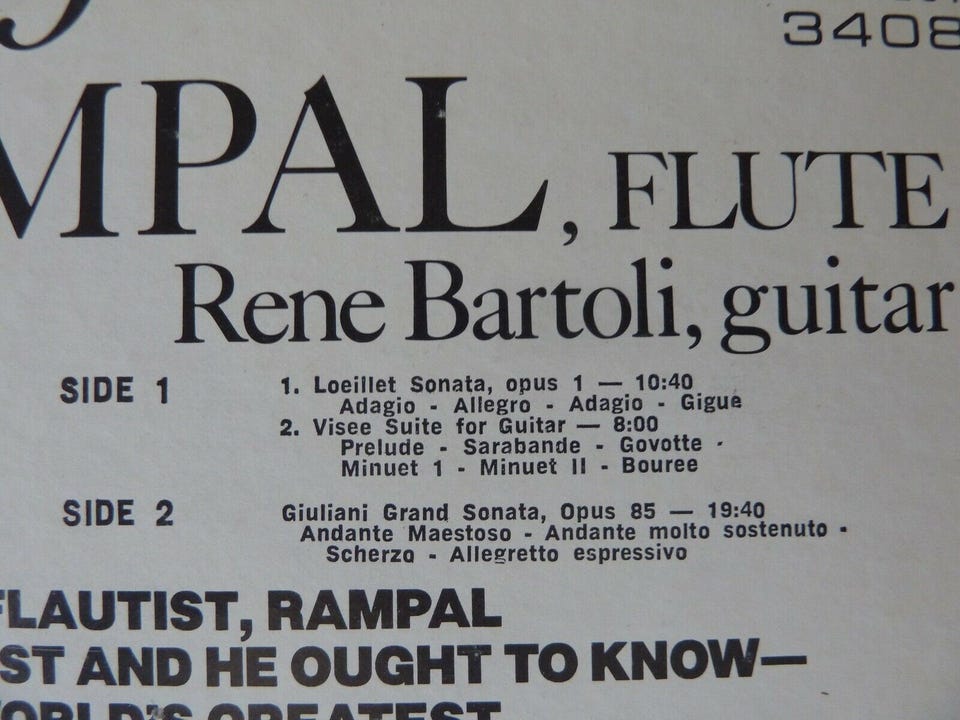 3408
MPAL, FLUTE
Rene Bartoli, guitar
SIDE 1
1. Loeillet Sonata, opus 1 — 10:40
Adagio - Allegro - Adagio - Gigue
2. Visee Suite for Guitar — 8:00
Prelude - Sarabande - Govotte -
Minuet 1 - Minuet II - Bouree
SIDE 2
Giuliani Grand Sonata, Opus 85 — 19:40
Andante Maestoso - Andante molto sostenuto -
Scherzo - Allegretto espressivo
FLAUTIST, RAMPAL
ST AND HE OUGHT TO KNOW—
WORLD'S GREATEST